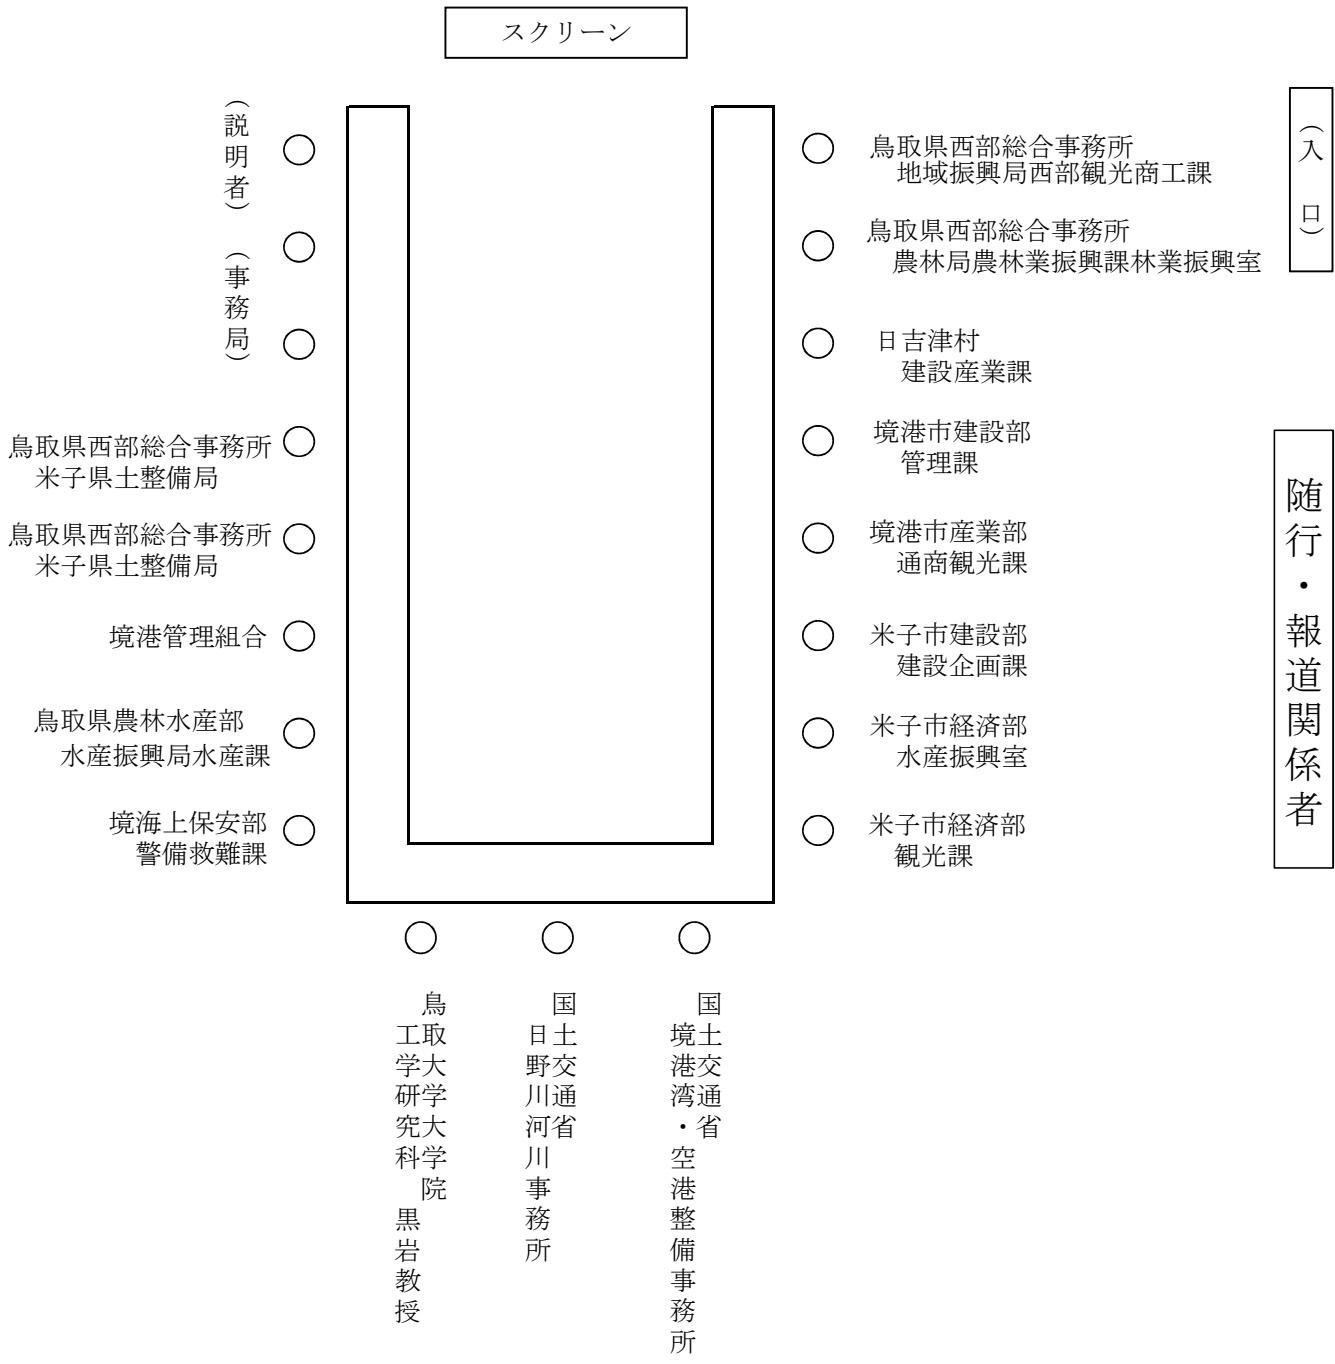 スクリーン
（説明者）
（事務局）
鳥取県西部総合事務所
米子県土整備局
鳥取県西部総合事務所
米子県土整備局
境港管理組合
鳥取県農林水産部
水産振興局水産課
境海上保安部
警備救難課
鳥取県西部総合事務所
地域振興局西部観光商工課
鳥取県西部総合事務所
農林局農林業振興課林業振興室
日吉津村
建設産業課
境港市建設部
管理課
境港市産業部
通商観光課
米子市建設部
建設企画課
米子市経済部
水産振興室
米子市経済部
観光課
（入　口）
随行・報道関係者
国土交通省
境港湾・空港整備事務所
国土交通省
日野川河川事務所
鳥取大学大学院
工学研究科　黒岩教授